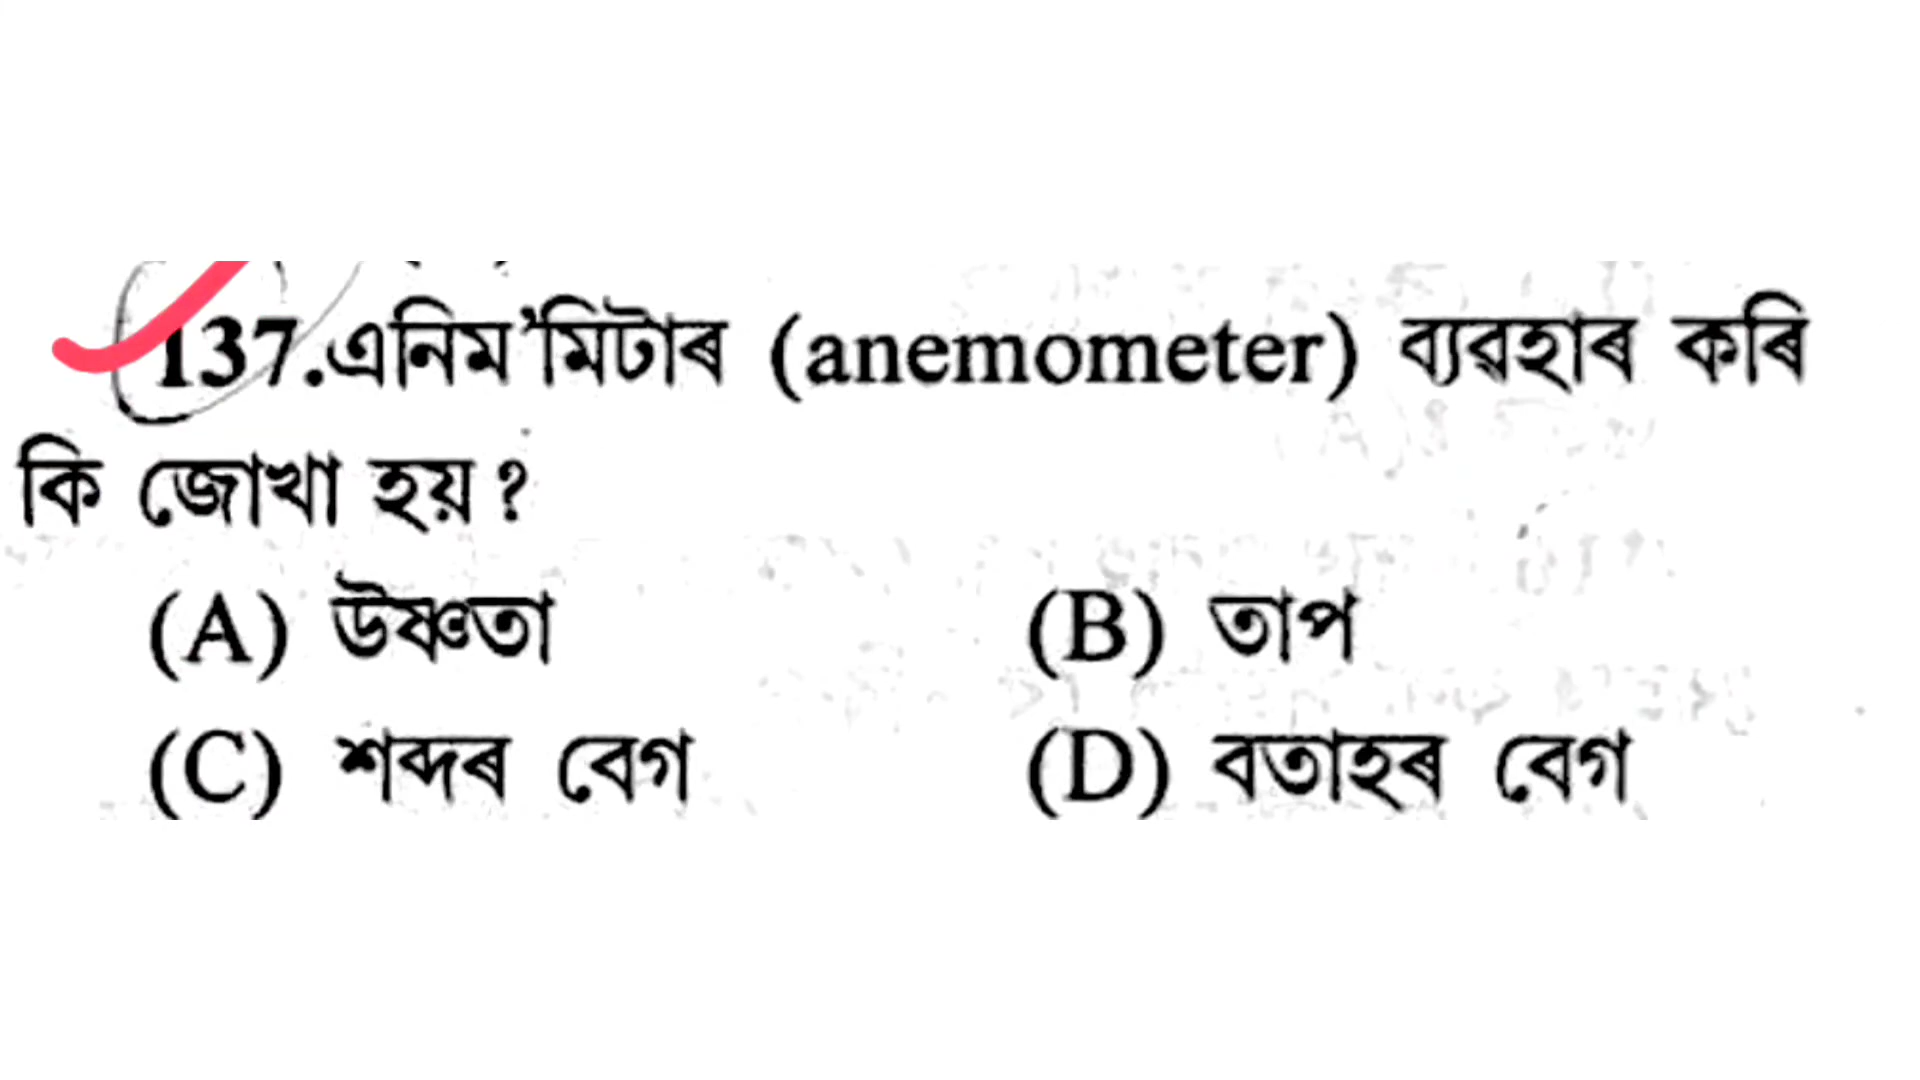 137.এনিম'মিটাৰ (anemometer) ব্যৱহাৰ কৰি
কি জোখা হয়?
(A) উষ্ণতা (B) তাপ
(C) শব্দৰ বেগ (D) বতাহৰ বেগ